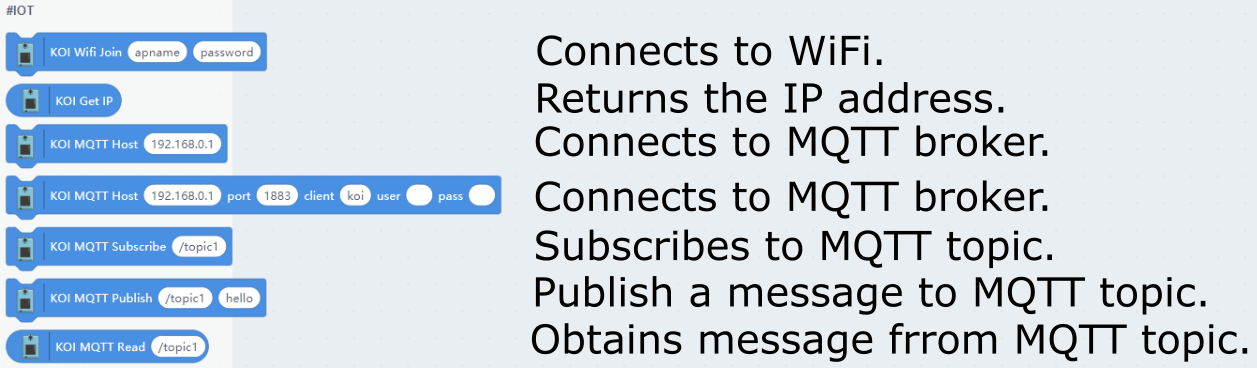 #IOT
KOI Wifi Join apname password Connects to WiFi.
KOI Get IP Returns the IP address.
KOI MQTT Host 192.168.0.1 Connects to MQTT broker.
KOI MQTT Host 192.168.0.1 port 1883 client koi user pass Connects to MQTT broker.
KOI MQTT Subscribe /topic1 Subscribes to MQTT topic.
KOI MQTT Publish /topic1 hello Publish a message to MQTT topic.
KOI MQTT Read /topic1 Obtains message frrom MQTT topic.